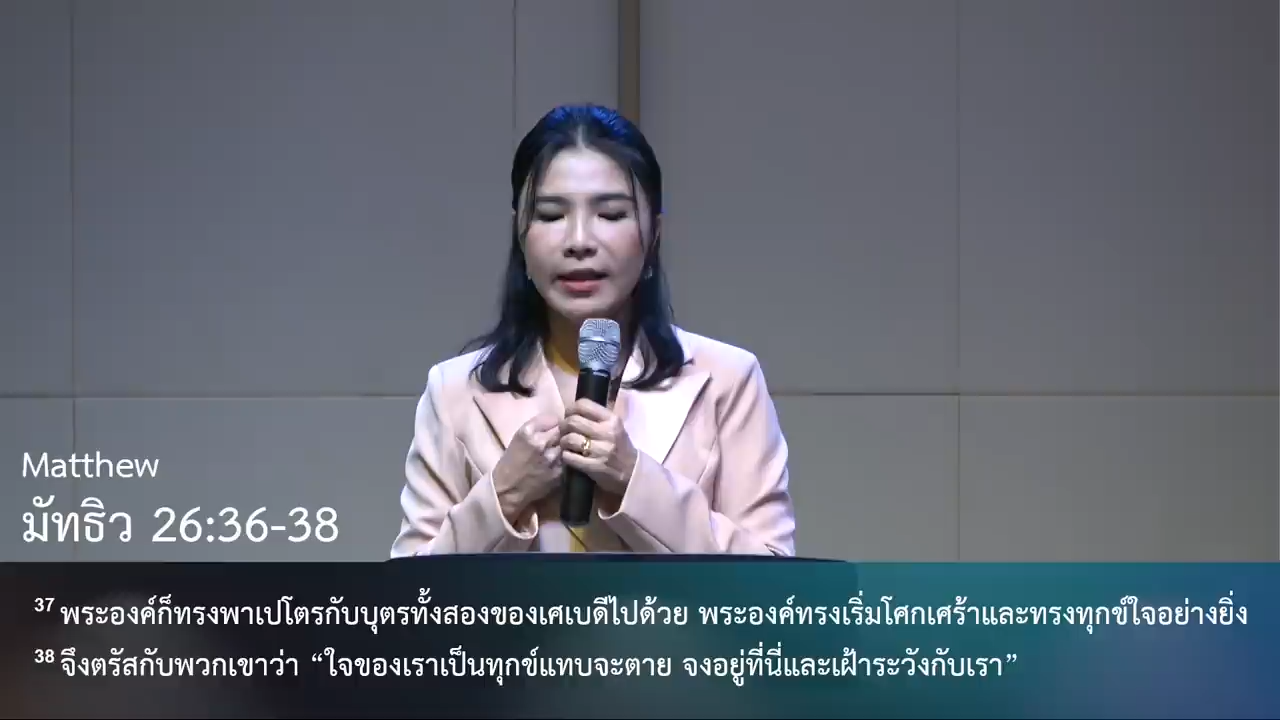 Matthew
มัทธิว 26:36-38
37 พระองค์ก็ทรงพาเปโตรกับบุตรทั้งสองของเศเบดีไปด้วย พระองค์ทรงเริ่มโศกเศร้าและทรงทุกข์ใจอย่างยิ่ง
38 จึงตรัสกับพวกเขาว่า “ใจของเราเป็นทุกข์แทบจะตาย จงอยู่ที่นี่และเฝ้าระวังกับเรา”